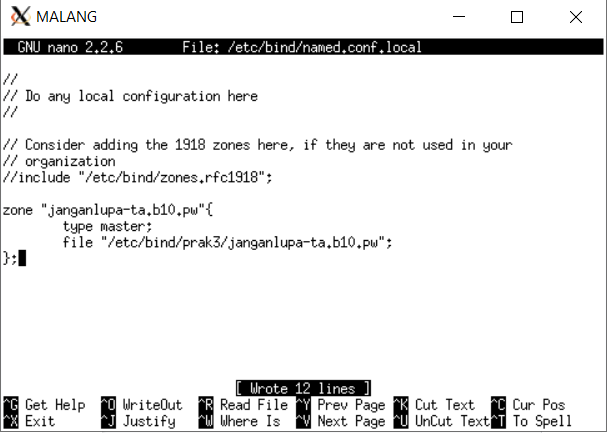 MALANG
GNU nano 2.2.6 File: /etc/bind/named.conf.local
//
// Do any local configuration here
//
// Consider adding the 1918 zones here, if they are not used in your
// organization
//include "/etc/bind/zones.rfc1918";
zone "janganlupa-ta.b10.pw"{
type master;
file "/etc/bind/prak3/janganlupa-ta.b10.pw";
};
[ Wrote 12 lines ]
^G Get Help ^O WriteOut ^R Read File ^Y Prev Page ^K Cut Text ^C Cur Pos
^X Exit ^J Justify ^W Where Is ^V Next Page ^U UnCut Text ^T To Spell